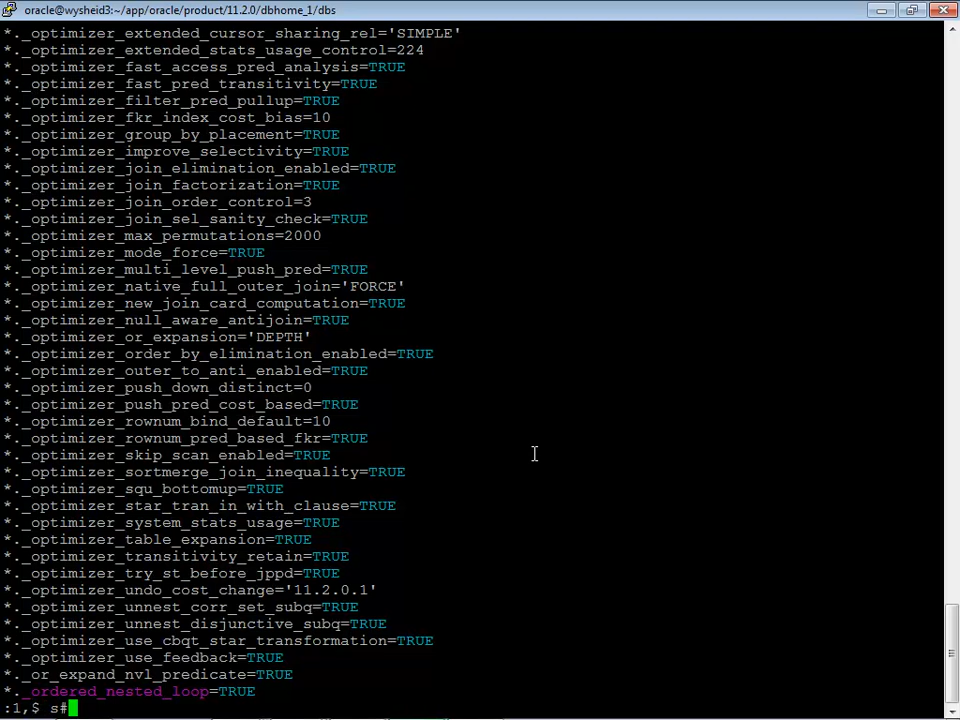 oracle@wysheid3:~/app/oracle/product/11.2.0/dbhome_1/dbs
*._optimizer_extended_cursor_sharing_rel='SIMPLE'
*._optimizer_extended_stats_usage_control=224
*._optimizer_fast_access_pred_analysis=TRUE
*._optimizer_fast_pred_transitivity=TRUE
*._optimizer_filter_pred_pullup=TRUE
*._optimizer_fkr_index_cost_bias=10
*._optimizer_group_by_placement=TRUE
*._optimizer_improve_selectivity=TRUE
*._optimizer_join_elimination_enabled=TRUE
*._optimizer_join_factorization=TRUE
*._optimizer_join_order_control=3
*._optimizer_join_sel_sanity_check=TRUE
*._optimizer_max_permutations=2000
*._optimizer_mode_force=TRUE
*._optimizer_multi_level_push_pred=TRUE
*._optimizer_native_full_outer_join='FORCE'
*._optimizer_new_join_card_computation=TRUE
*._optimizer_null_aware_antijoin=TRUE
*._optimizer_or_expansion='DEPTH'
*._optimizer_order_by_elimination_enabled=TRUE
*._optimizer_outer_to_anti_enabled=TRUE
*._optimizer_push_down_distinct=0
*._optimizer_push_pred_cost_based=TRUE
*._optimizer_rownum_bind_default=10
*._optimizer_rownum_pred_based_fkr=TRUE
*._optimizer_skip_scan_enabled=TRUE
*._optimizer_sortmerge_join_inequality=TRUE
*._optimizer_squ_bottomup=TRUE
*._optimizer_star_tran_in_with_clause=TRUE
*._optimizer_system_stats_usage=TRUE
*._optimizer_table_expansion=TRUE
*._optimizer_transitivity_retain=TRUE
*._optimizer_try_st_before_jppd=TRUE
*._optimizer_undo_cost_change='11.2.0.1'
*._optimizer_unnest_corr_set_subq=TRUE
*._optimizer_unnest_disjunctive_subq=TRUE
*._optimizer_use_cbqt_star_transformation=TRUE
*._optimizer_use_feedback=TRUE
*._or_expand_nvl_predicate=TRUE
*._ordered_nested_loop=TRUE
:1,$ s#